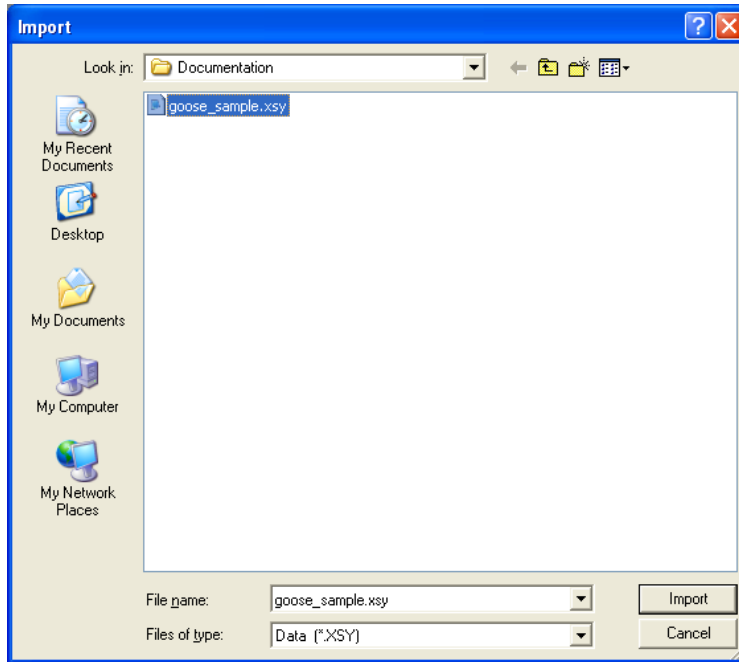 Import
Look in: Documentation
goose_sample.xsy
My Recent
Documents
Desktop
My Documents
My Computer
My Network
Places
File name: goose_sample.xsy Import
Files of type: Data (*.XSY) Cancel